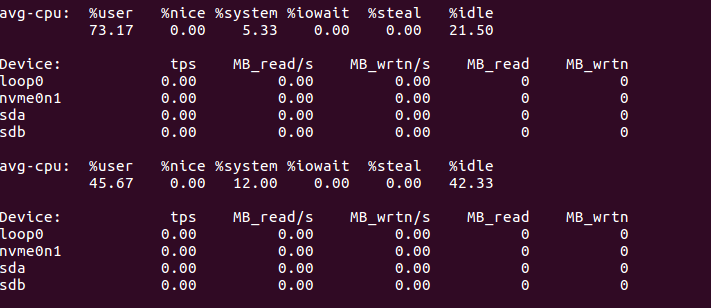 avg-cpu: %user %nice %system %iowait %steal %idle
73.17 0.00 5.33 0.00 0.00 21.50
Device: tps MB_read/s MB_wrtn/s MB_read MB_wrtn
loop0 0.00 0.00 0.00 0 0
nvme0n1 0.00 0.00 0.00 0 0
sda 0.00 0.00 0.00 0 0
sdb 0.00 0.00 0.00 0 0
avg-cpu: %user %nice %system %iowait %steal %idle
45.67 0.00 12.00 0.00 0.00 42.33
Device: tps MB_read/s MB_wrtn/s MB_read MB_wrtn
loop0 0.00 0.00 0.00 0 0
nvme0n1 0.00 0.00 0.00 0 0
sda 0.00 0.00 0.00 0 0
sdb 0.00 0.00 0.00 0 0